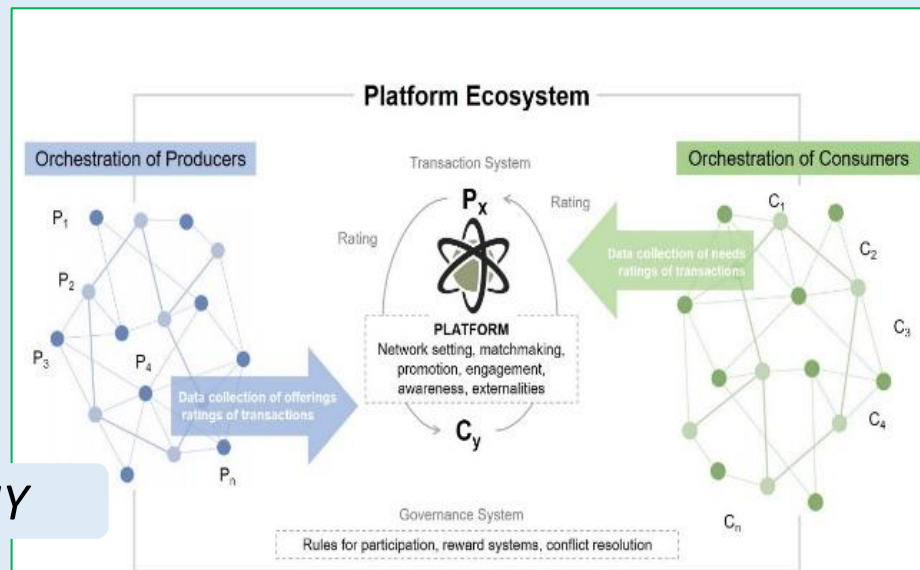 Platform Ecosystem
Orchestration of Producers
Transaction System
Orchestration of Consumers
P1
P2
P3
P4
Pn
Data collection of offerings
ratings of transactions
Px
Rating
Rating
PLATFORM
Network setting, matchmaking,
promotion, engagement,
awareness, externalities
Cy
Data collection of needs
ratings of transactions
C1
C2
C3
C4
Cn
Governance System
Rules for participation, reward systems, conflict resolution